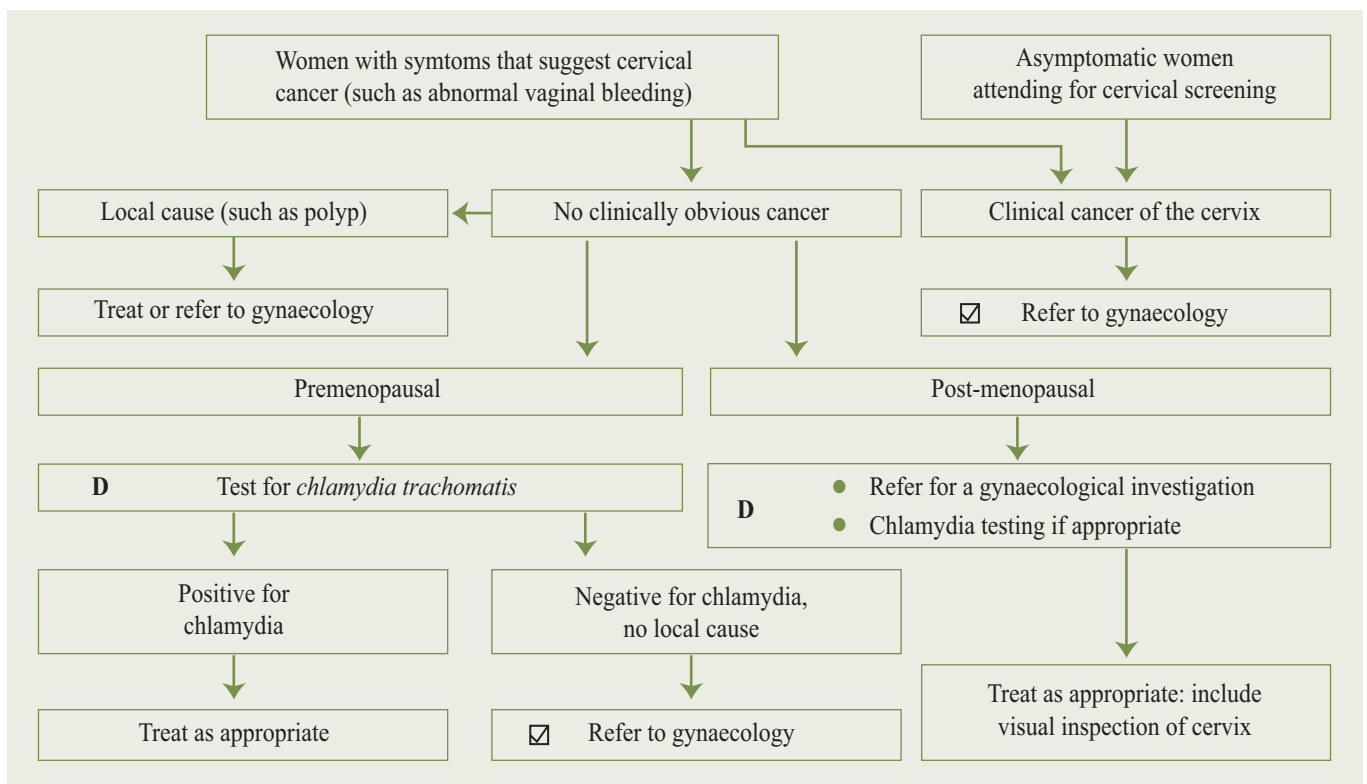 Women with symtoms that suggest cervical
cancer (such as abnormal vaginal bleeding)
Asymptomatic women
attending for cervical screening
Local cause (such as polyp)
No clinically obvious cancer
Clinical cancer of the cervix
Treat or refer to gynaecology
☑ Refer to gynaecology
Premenopausal
Post-menopausal
D Test for chlamydia trachomatis
D
• Refer for a gynaecological investigation
• Chlamydia testing if appropriate
Positive for
chlamydia
Negative for chlamydia,
no local cause
Treat as appropriate: include
visual inspection of cervix
Treat as appropriate
☑ Refer to gynaecology